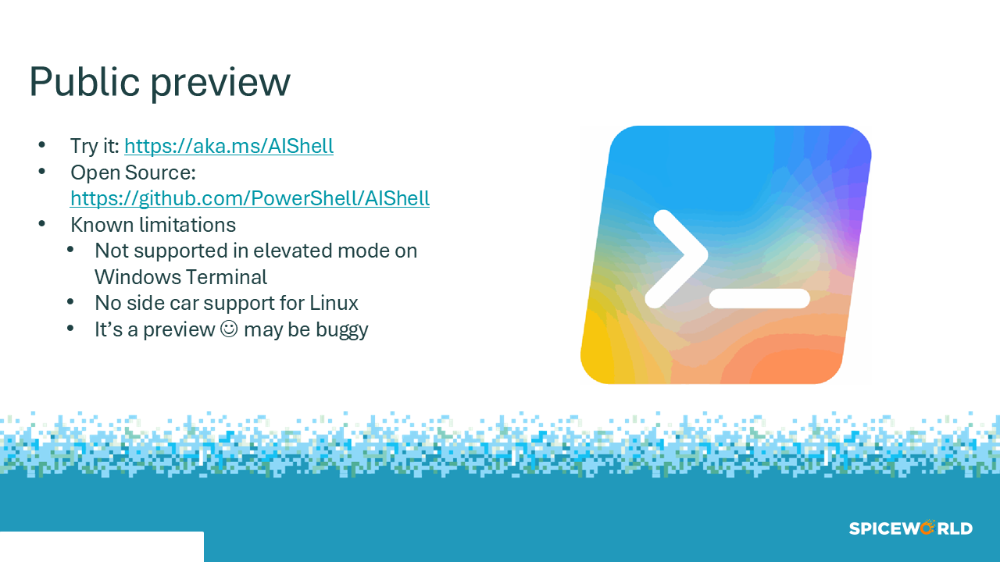 Public preview
• Try it: https://aka.ms/AIShell
• Open Source:
https://github.com/PowerShell/AIShell
• Known limitations
• Not supported in elevated mode on
Windows Terminal
• No side car support for Linux
• It’s a preview ☺ may be buggy
SPICEWORLD